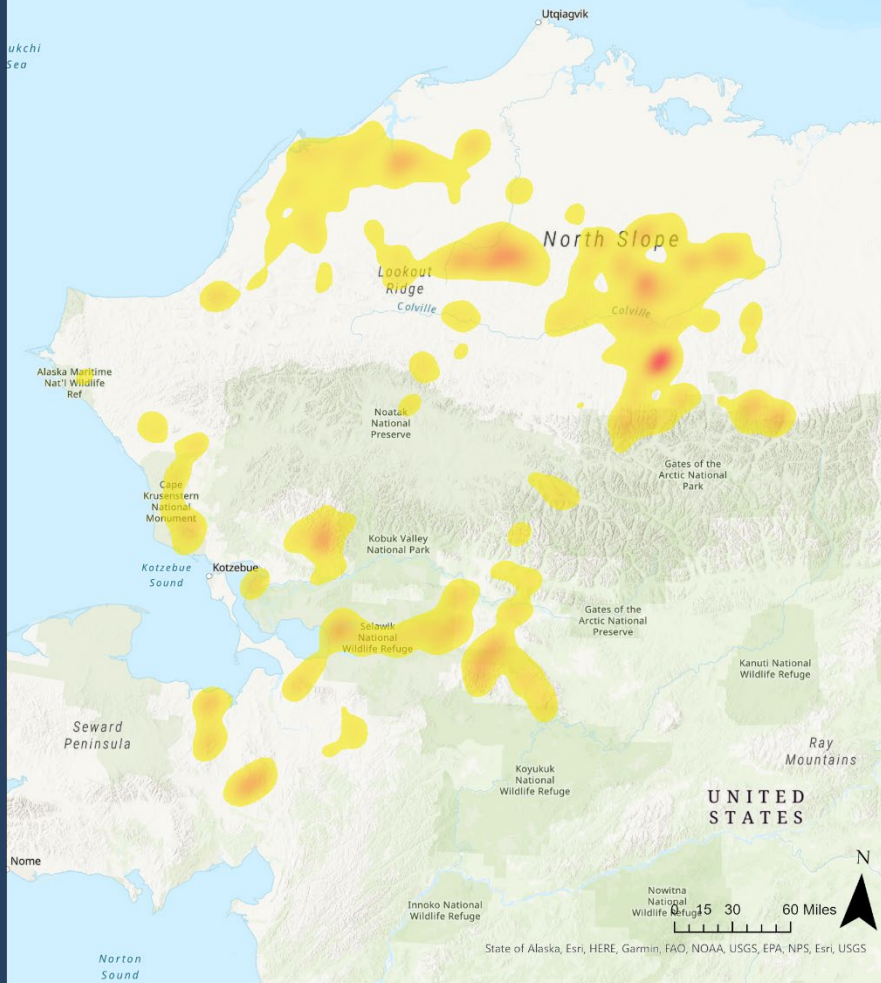 Utqiagvik
ukchi
Sea
North Slope
Lookout
Ridge
Colville
Colville
Alaska Maritime
Nat'l Wildlife
Ref
Noatak
National
Preserve
Gates of the
Arctic National
Park
Cape
Krusenstern
National
Monument
Kobuk Valley
National Park
Kotzebue
Sound
Kotzebue
Gates of the
Arctic National
Preserve
Selawik
National
Wildlife Refuge
Kanuti National
Wildlife Refuge
Seward
Peninsula
Ray
Mountains
Koyukuk
National
Wildlife Refuge
UNITED
STATES
Nome
N
Innoko National
Wildlife Refuge
Nowitna
National
Wildlife Refuge
0 15 30 60 Miles
State of Alaska, Esri, HERE, Garmin, FAO, NOAA, USGS, EPA, NPS, Esri, USGS
Norton
Sound